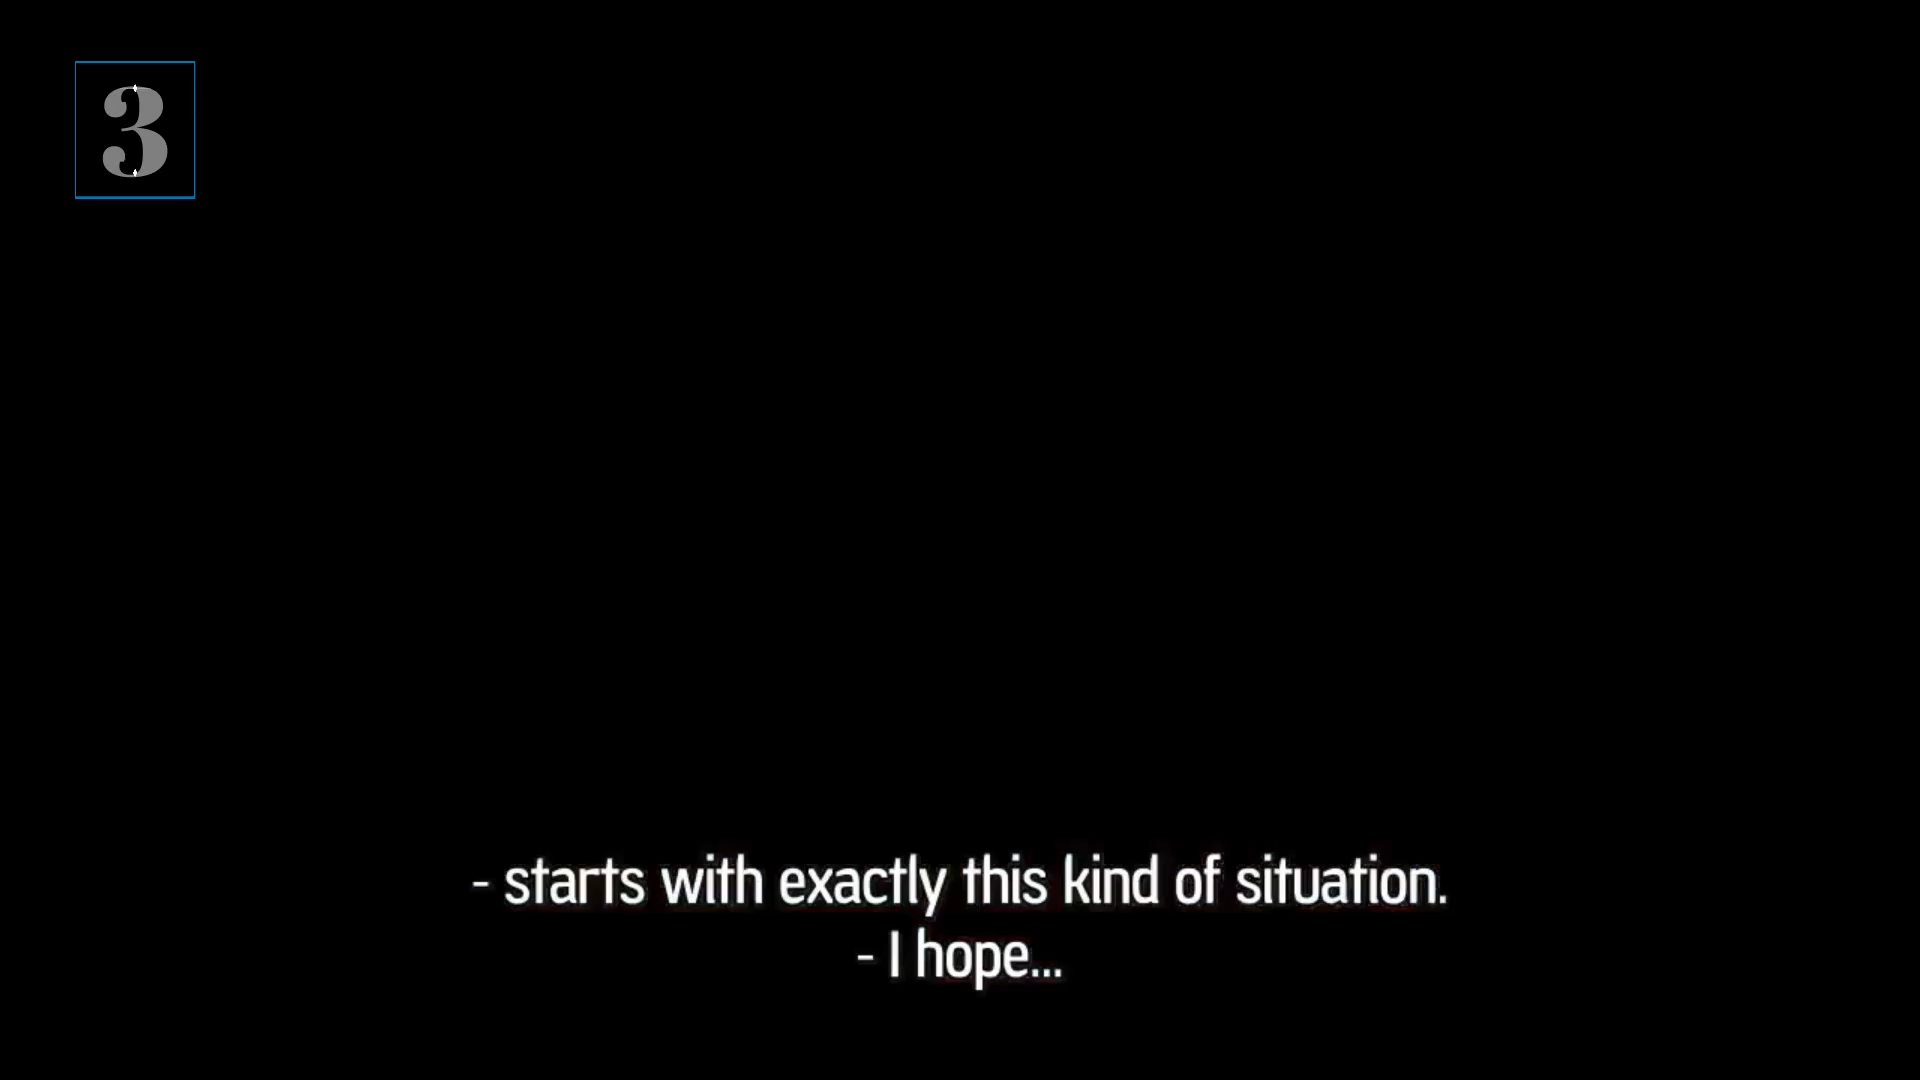 3
- starts with exactly this kind of situation.
- I hope...